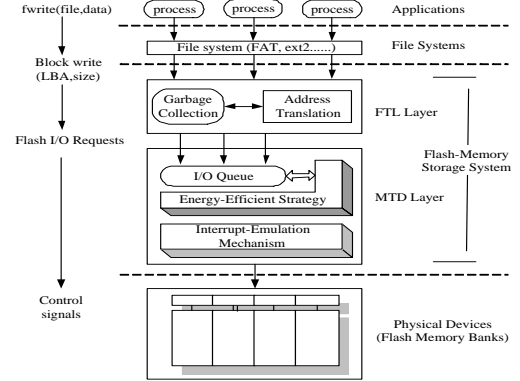 fwrite(file,data)
process
process
process
Applications
File system (FAT, ext2......)
File Systems
Block write
(LBA,size)
Garbage
Collection
Address
Translation
FTL Layer
Flash I/O Requests
Flash-Memory
Storage System
I/O Queue
Energy-Efficient Strategy
MTD Layer
Interrupt-Emulation
Mechanism
Control
signals
Physical Devices
(Flash Memory Banks)